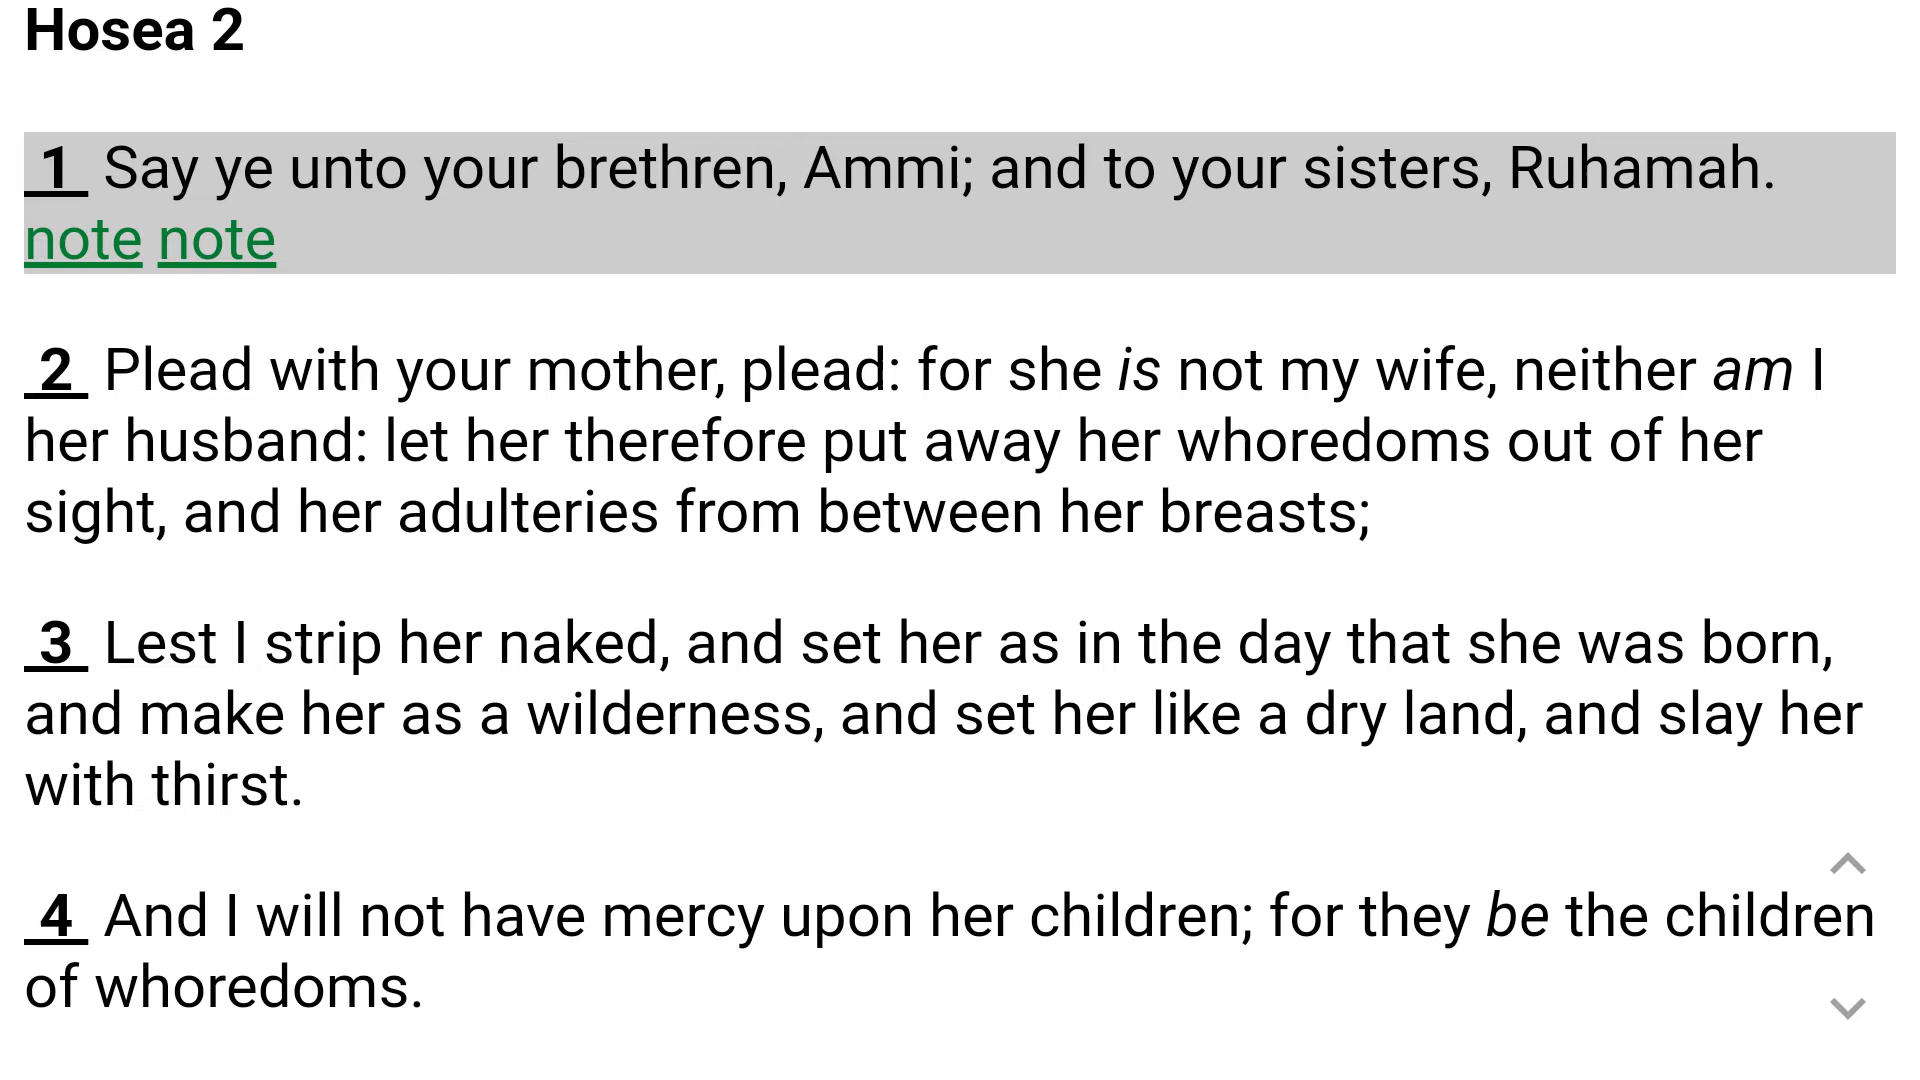 Hosea 2
1 Say ye unto your brethren, Ammi; and to your sisters, Ruhamah.
note note
2 Plead with your mother, plead: for she is not my wife, neither am I
her husband: let her therefore put away her whoredoms out of her
sight, and her adulteries from between her breasts;
3 Lest I strip her naked, and set her as in the day that she was born,
and make her as a wilderness, and set her like a dry land, and slay her
with thirst.
4 And I will not have mercy upon her children; for they be the children
of whoredoms.